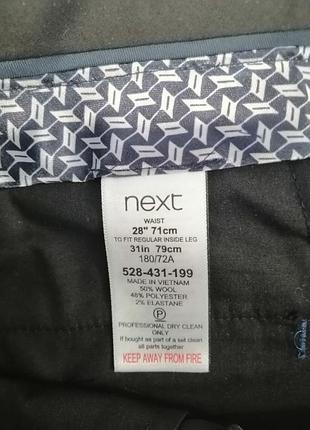 next
WAIST
28" 71cm
TO FIT REGULAR INSIDE LEG
31in 79cm
180/72A
528-431-199
MADE IN VIETNAM
50% WOOL
48% POLYESTER
2% ELASTANE
P
PROFESSIONAL DRY CLEAN
ONLY
If bought as part of a set clean
all parts together
KEEP AWAY FROM FIRE